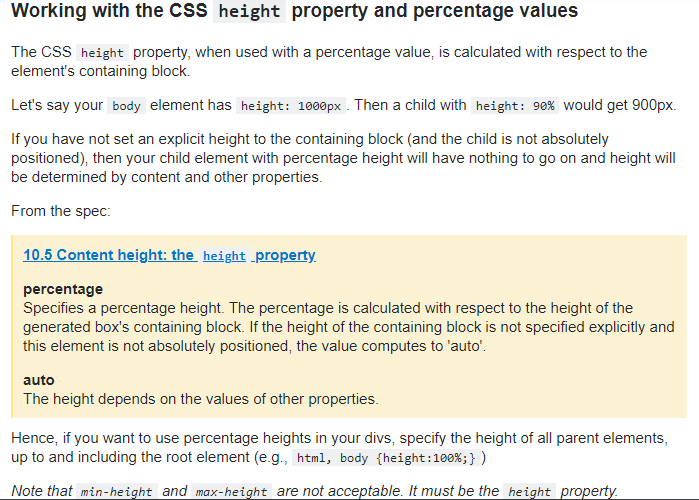 Working with the CSS height property and percentage values
The CSS height property, when used with a percentage value, is calculated with respect to the
element's containing block.
Let's say your body element has height: 1000px . Then a child with height: 90% would get 900px.
If you have not set an explicit height to the containing block (and the child is not absolutely
positioned), then your child element with percentage height will have nothing to go on and height will
be determined by content and other properties.
From the spec:
10.5 Content height: the height property
percentage
Specifies a percentage height. The percentage is calculated with respect to the height of the
generated box's containing block. If the height of the containing block is not specified explicitly and
this element is not absolutely positioned, the value computes to 'auto'.
auto
The height depends on the values of other properties.
Hence, if you want to use percentage heights in your divs, specify the height of all parent elements,
up to and including the root element (e.g., html, body {height:100%;} )
Note that min-height and max-height are not acceptable. It must be the height property.